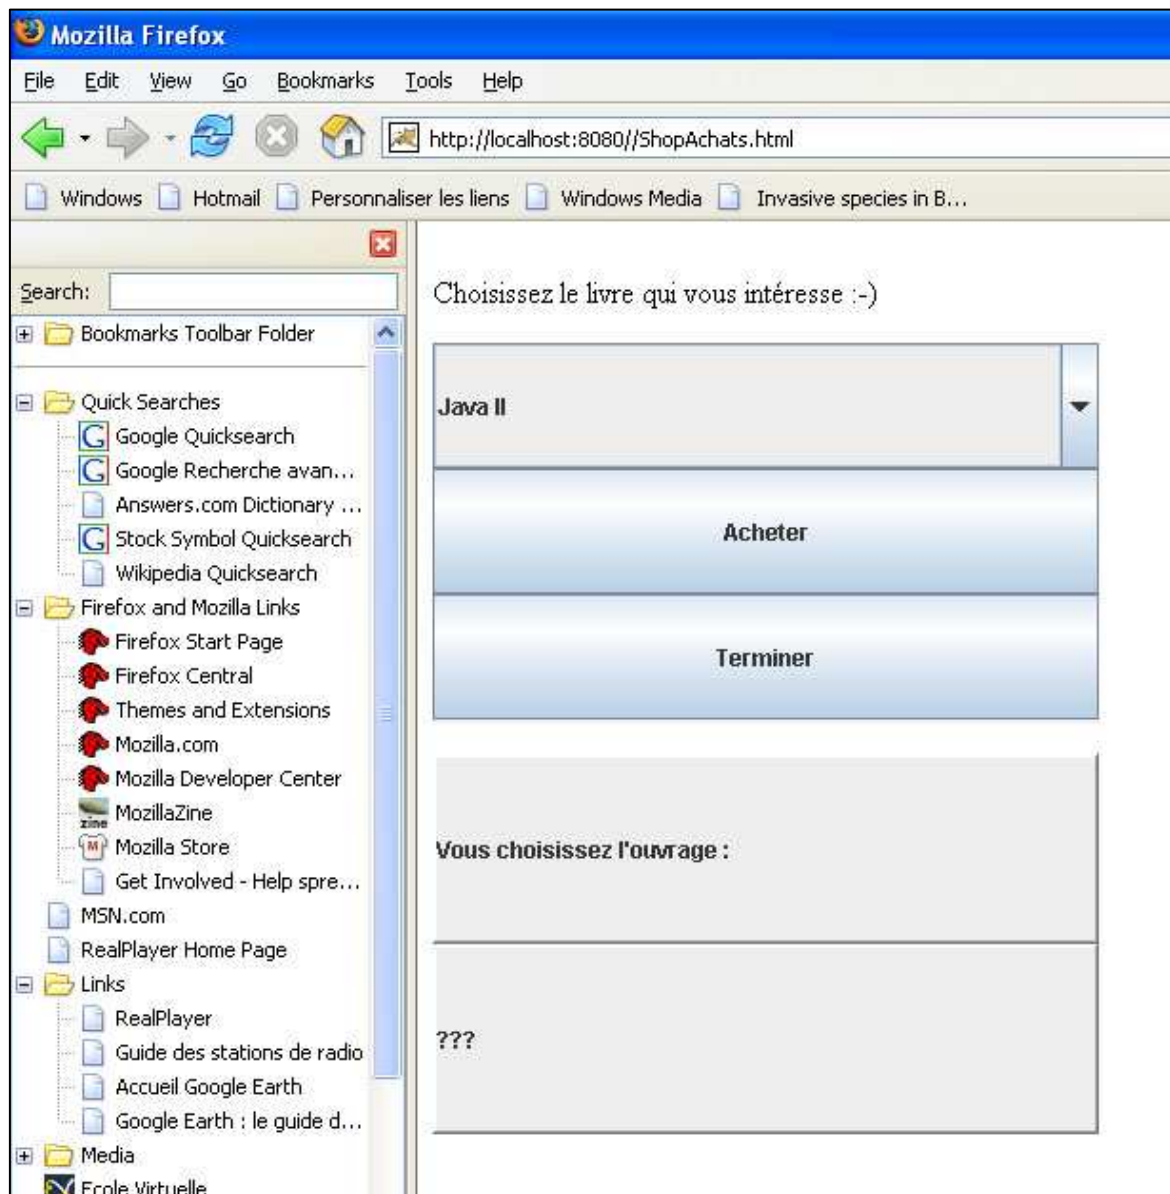 Mozilla Firefox
File Edit View Go Bookmarks Tools Help
http://localhost:8080//ShopAchats.html
Windows Hotmail Personnaliser les liens Windows Media Invasive species in B...
Search:
Bookmarks Toolbar Folder
Quick Searches
Google Quicksearch
Google Recherche avan...
Answers.com Dictionary ...
Stock Symbol Quicksearch
Wikipedia Quicksearch
Firefox and Mozilla Links
Firefox Start Page
Firefox Central
Themes and Extensions
Mozilla.com
Mozilla Developer Center
MozillaZine
Mozilla Store
Get Involved - Help spre...
MSN.com
RealPlayer Home Page
Links
RealPlayer
Guide des stations de radio
Accueil Google Earth
Google Earth : le guide d...
Media
Ecole Virtuelle
Choisissez le livre qui vous intéresse :-)
Java II
Acheter
Terminer
Vous choisissez l'ouvrage :
???